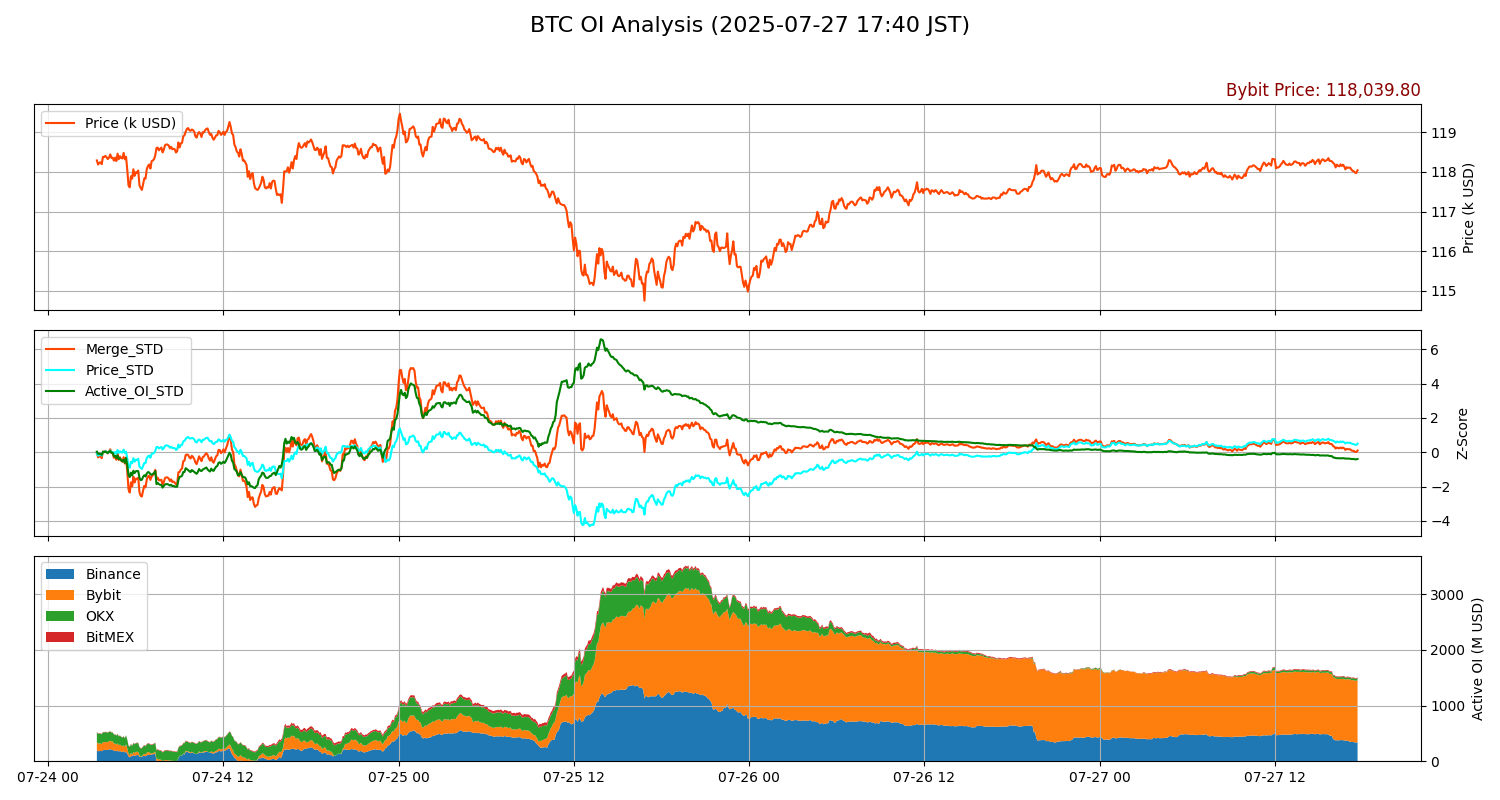 BTC OI Analysis (2025-07-27 17:40 JST)
Bybit Price: 118,039.80
Price (k USD)
119
118
117
116
115
Price (k USD)
Merge_STD
Price_STD
Active_OI_STD
6
4
2
0
−2
−4
Z-Score
Binance
Bybit
OKX
BitMEX
3000
2000
1000
0
Active OI (M USD)
07-24 00
07-24 12
07-25 00
07-25 12
07-26 00
07-26 12
07-27 00
07-27 12